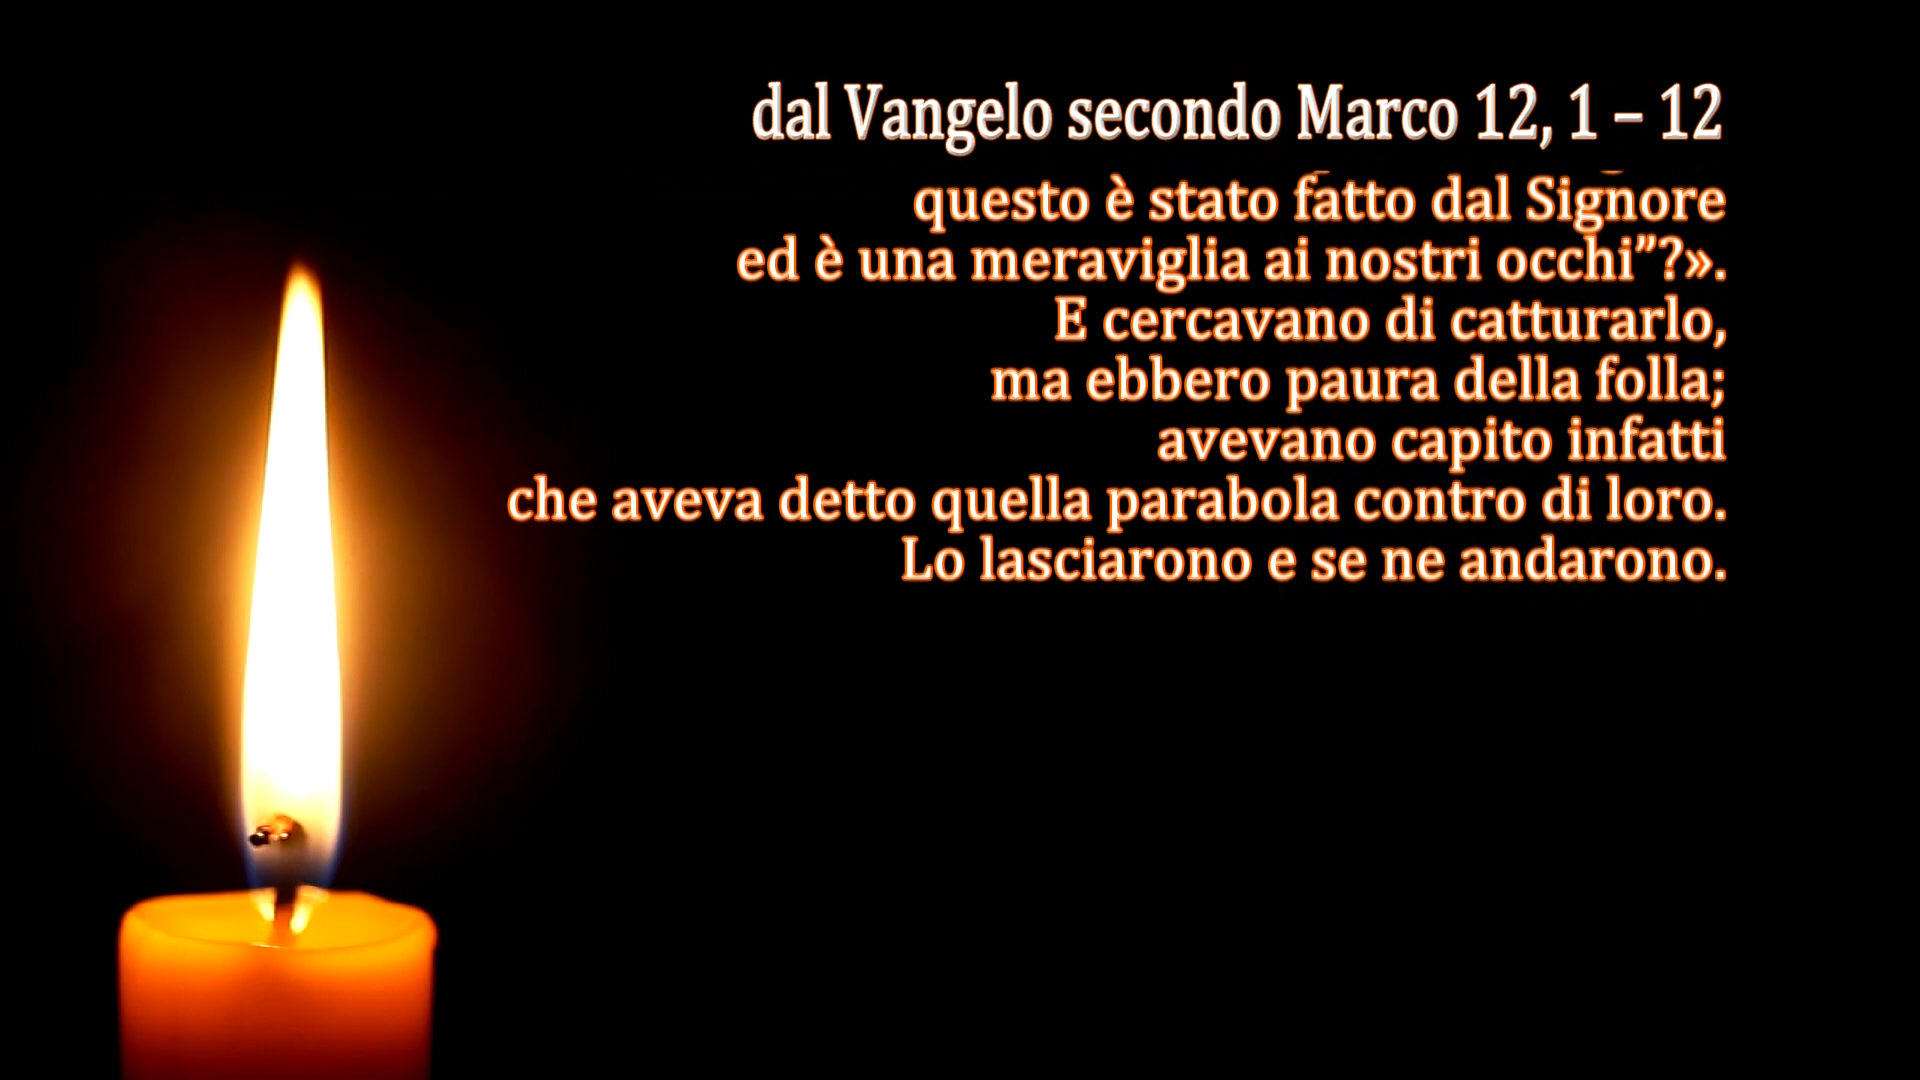 dal Vangelo secondo Marco 12, 1 – 12
questo è stato fatto dal Signore
ed è una meraviglia ai nostri occhi”?».
E cercavano di catturarlo,
ma ebbero paura della folla;
avevano capito infatti
che aveva detto quella parabola contro di loro.
Lo lasciarono e se ne andarono.